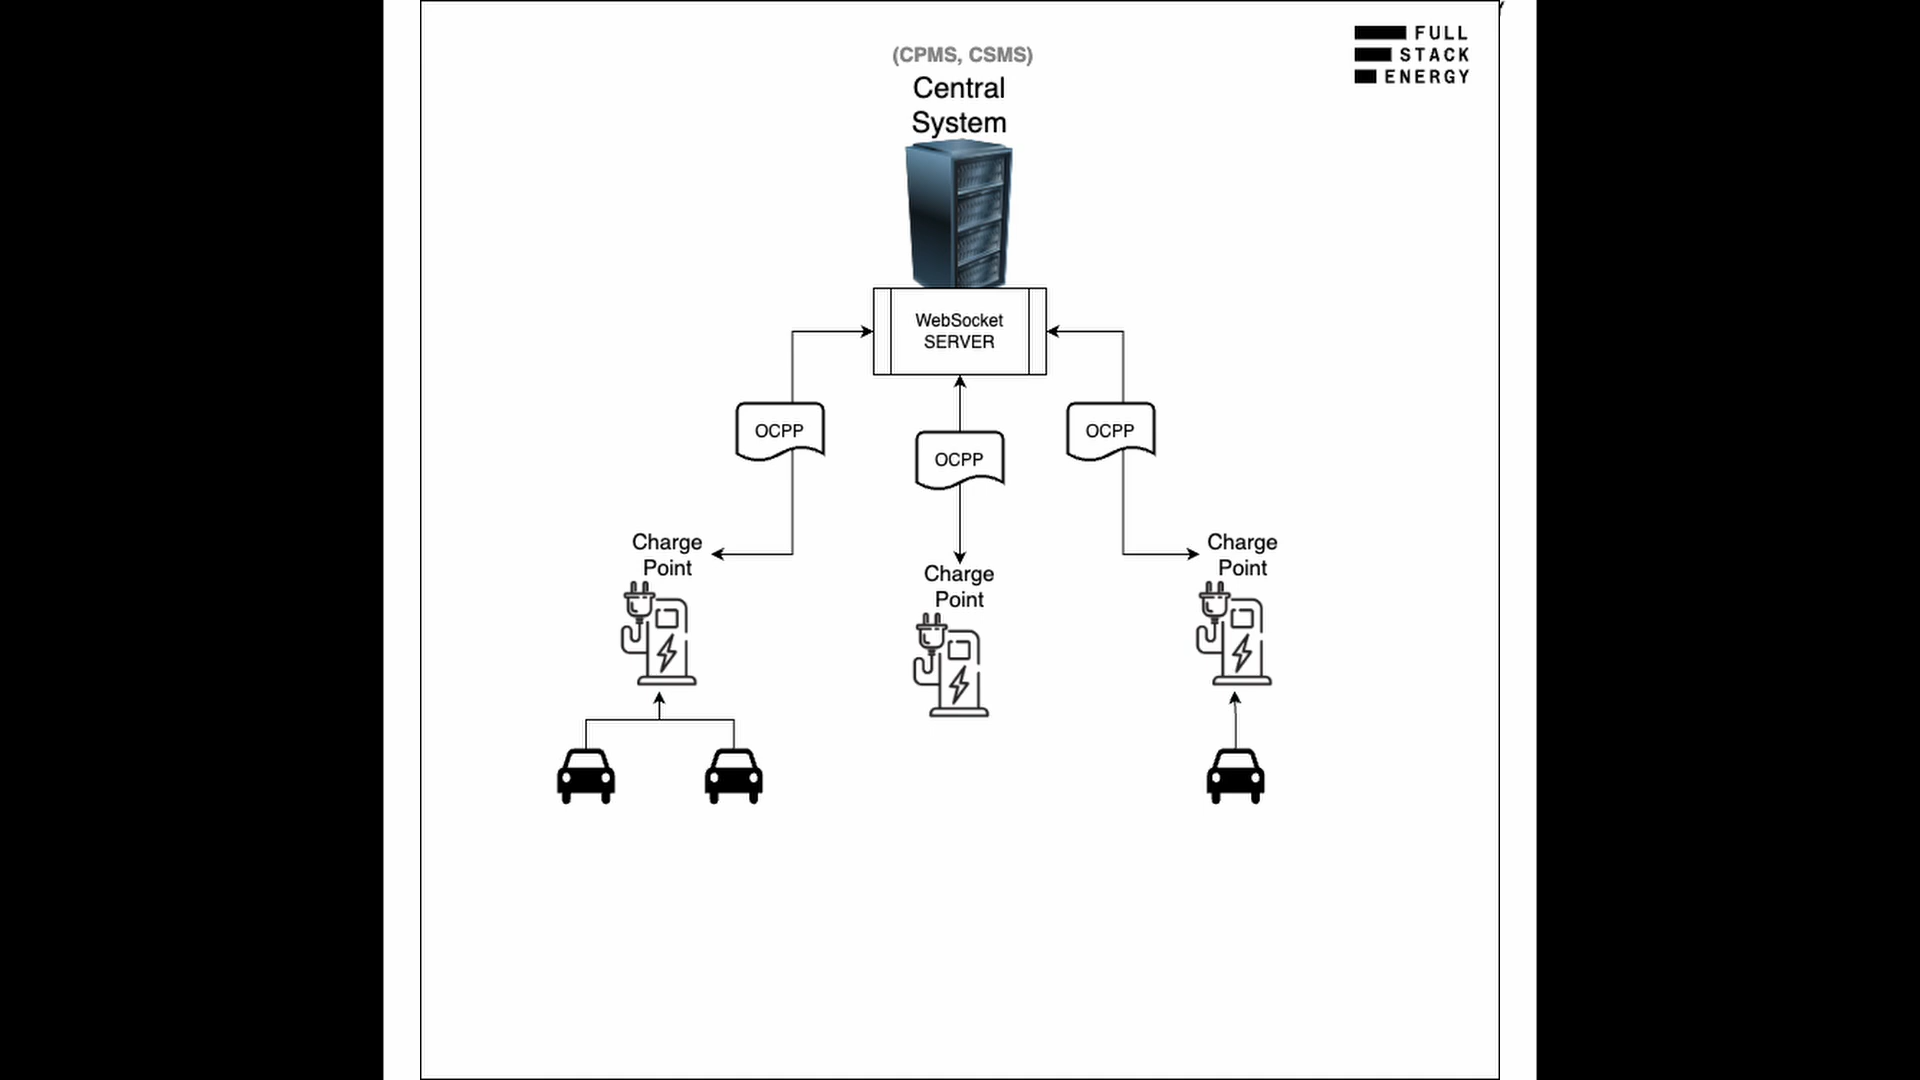 FULL
STACK
ENERGY
(CPMS, CSMS)
Central
System
WebSocket
SERVER
OCPP
OCPP
OCPP
Charge
Point
Charge
Point
Charge
Point